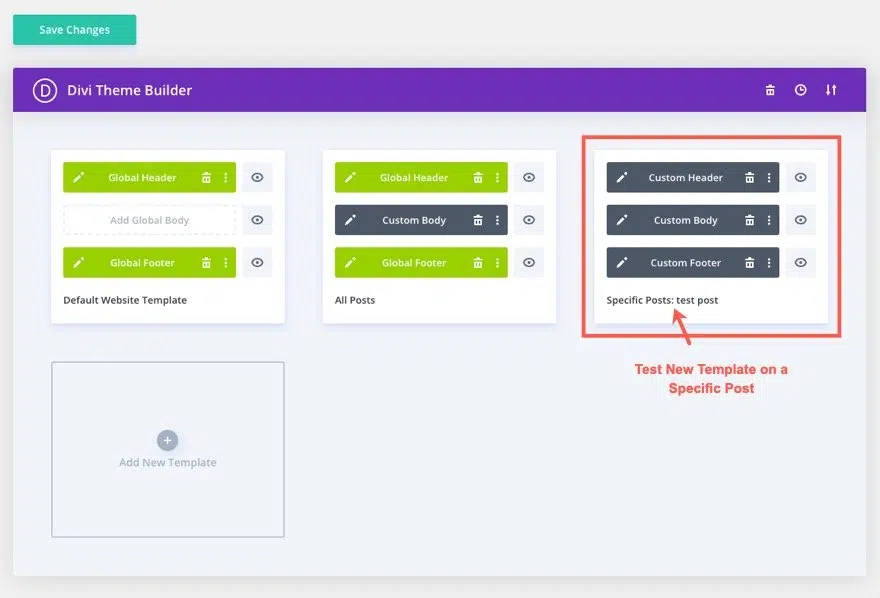 Save Changes
D Divi Theme Builder
Global Header
Add Global Body
Global Footer
Default Website Template
Global Header
Custom Body
Global Footer
All Posts
Custom Header
Custom Body
Custom Footer
Specific Posts: test post
Test New Template on a
Specific Post
Add New Template